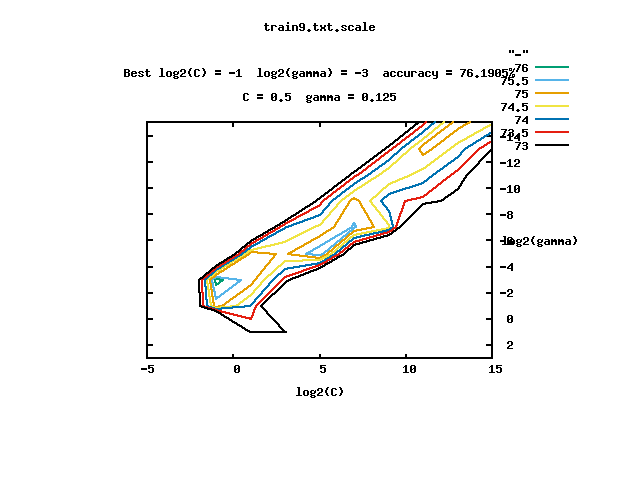 train9.txt.scale
"-"
Best log2(C) = -1  log2(gamma) = -3  accuracy = 76.1905%
76
75.5
C = 0.5  gamma = 0.125
75
74.5
74
73.5
73
-14
-12
-10
-8
-6
log2(gamma)
-4
-2
0
2
-5 0 5 10 15
log2(C)